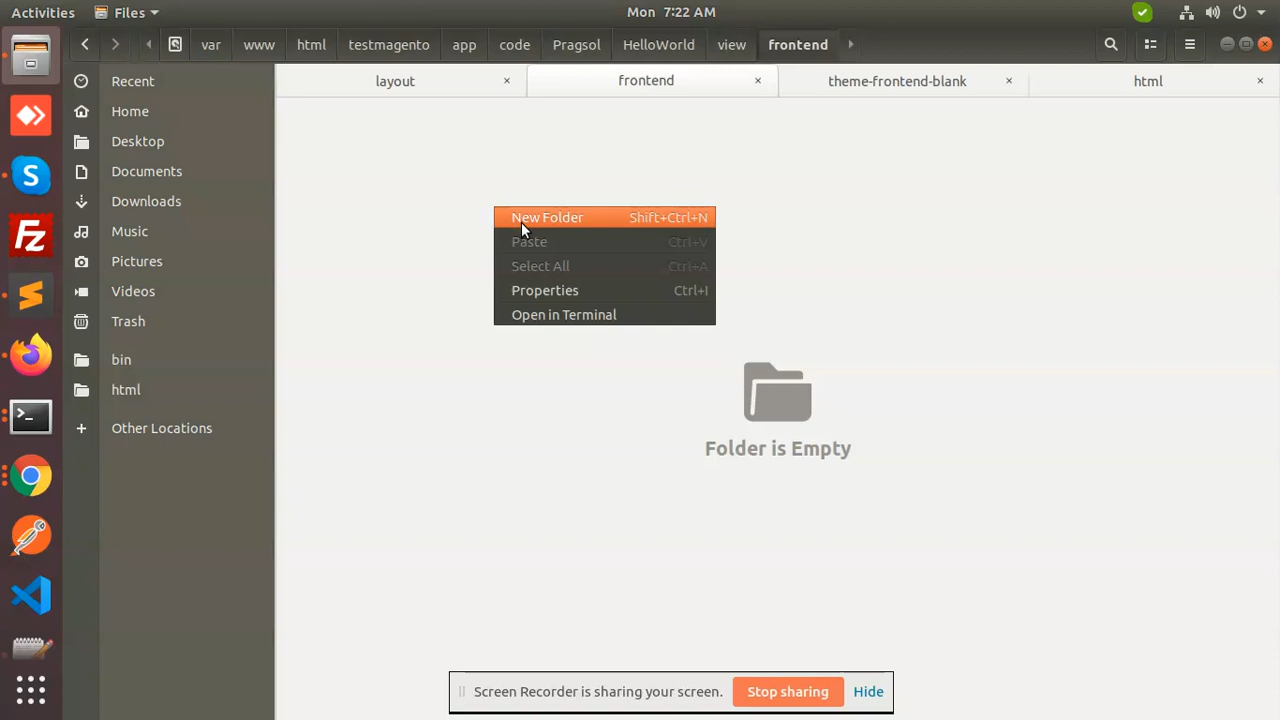 Activities Files Mon 7:22 AM
var www html testmagento app code Pragsol HelloWorld view frontend
layout × frontend × theme-frontend-blank × html ×
Recent
Home
Desktop
Documents
Downloads
Music
Pictures
Videos
Trash
bin
html
+ Other Locations
New Folder Shift+Ctrl+N
Paste Ctrl+V
Select All Ctrl+A
Properties Ctrl+I
Open in Terminal
Folder is Empty
Screen Recorder is sharing your screen. Stop sharing Hide